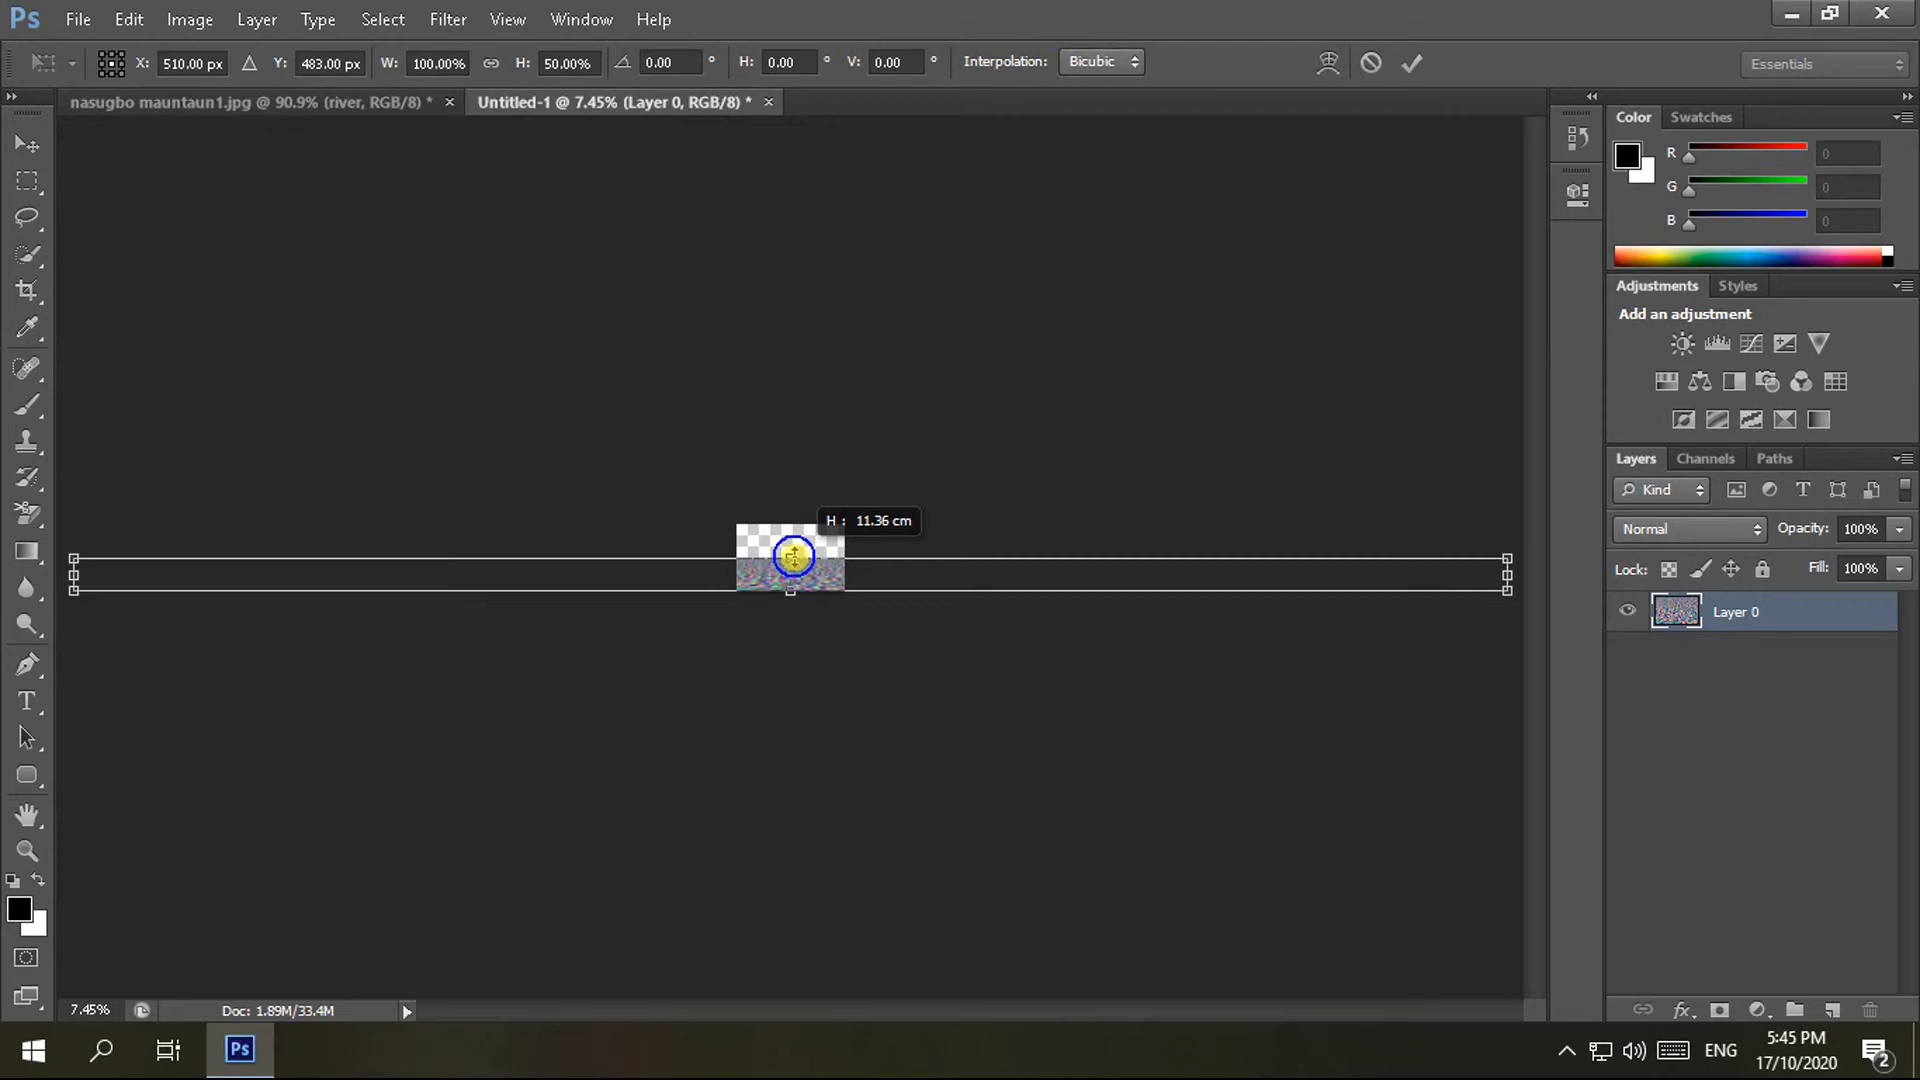 Ps File Edit Image Layer Type Select Filter View Window Help
X: 510.00 px Y: 483.00 px W: 100.00% H: 50.00% 0.00 ° H: 0.00 ° V: 0.00 ° Interpolation: Bicubic Essentials
nasugbo mauntaun1.jpg @ 90.9% (river, RGB/8) * × Untitled-1 @ 7.45% (Layer 0, RGB/8) * ×
Color Swatches
R 0
G 0
B 0
Adjustments Styles
Add an adjustment
Layers Channels Paths
Kind
Normal Opacity: 100%
Lock: Fill: 100%
Layer 0
H : 11.36 cm
7.45% Doc: 1.89M/33.4M
fx
Ps
ENG
5:45 PM
17/10/2020
2